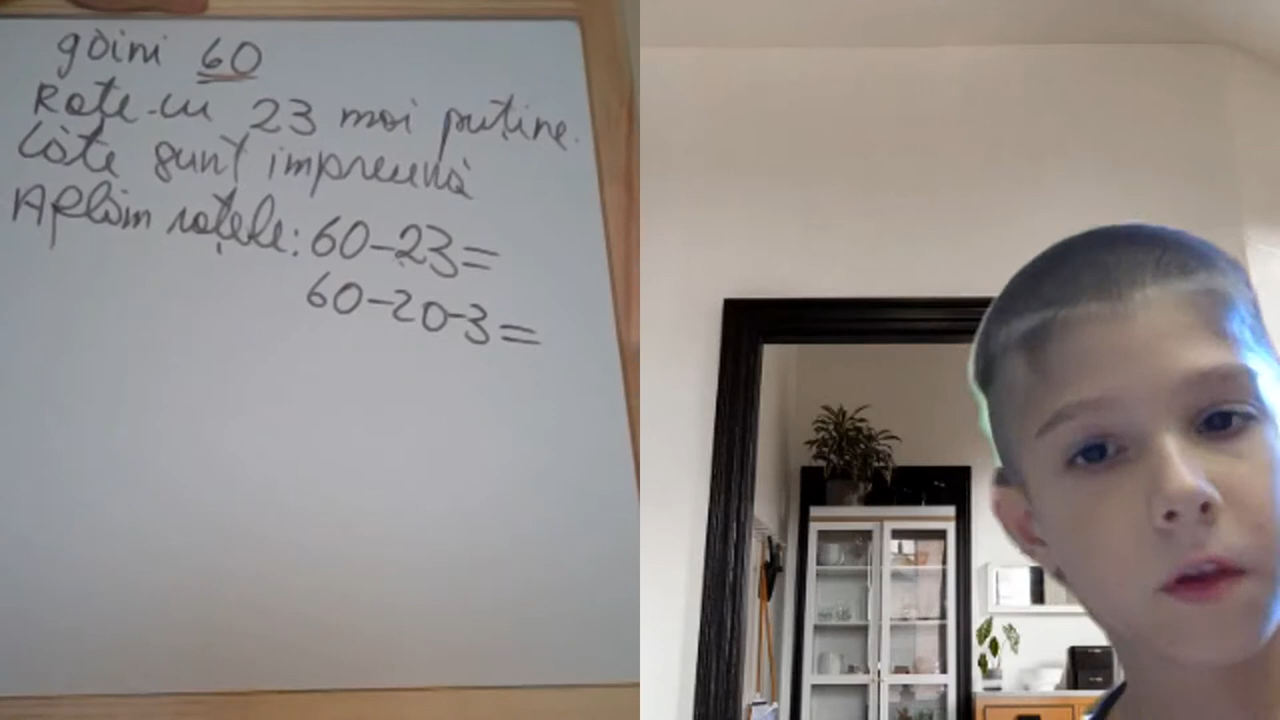 găini 60
Rațe-cu 23 mai puține.
Câte sunt împreună
Aflăm rațele: 60-23=
60-20-3=